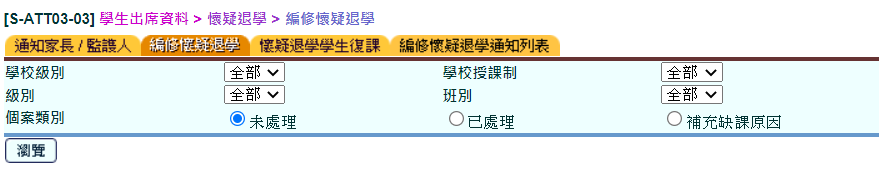 [S-ATT03-03] 學生出席資料 > 懷疑退學 > 編修懷疑退學
通知家長 / 監護人 編修懷疑退學 懷疑退學學生復課 編修懷疑退學通知列表
學校級別 全部 學校授課制 全部
級別 全部 班別 全部
個案類別 未處理 已處理 補充缺課原因
瀏覽